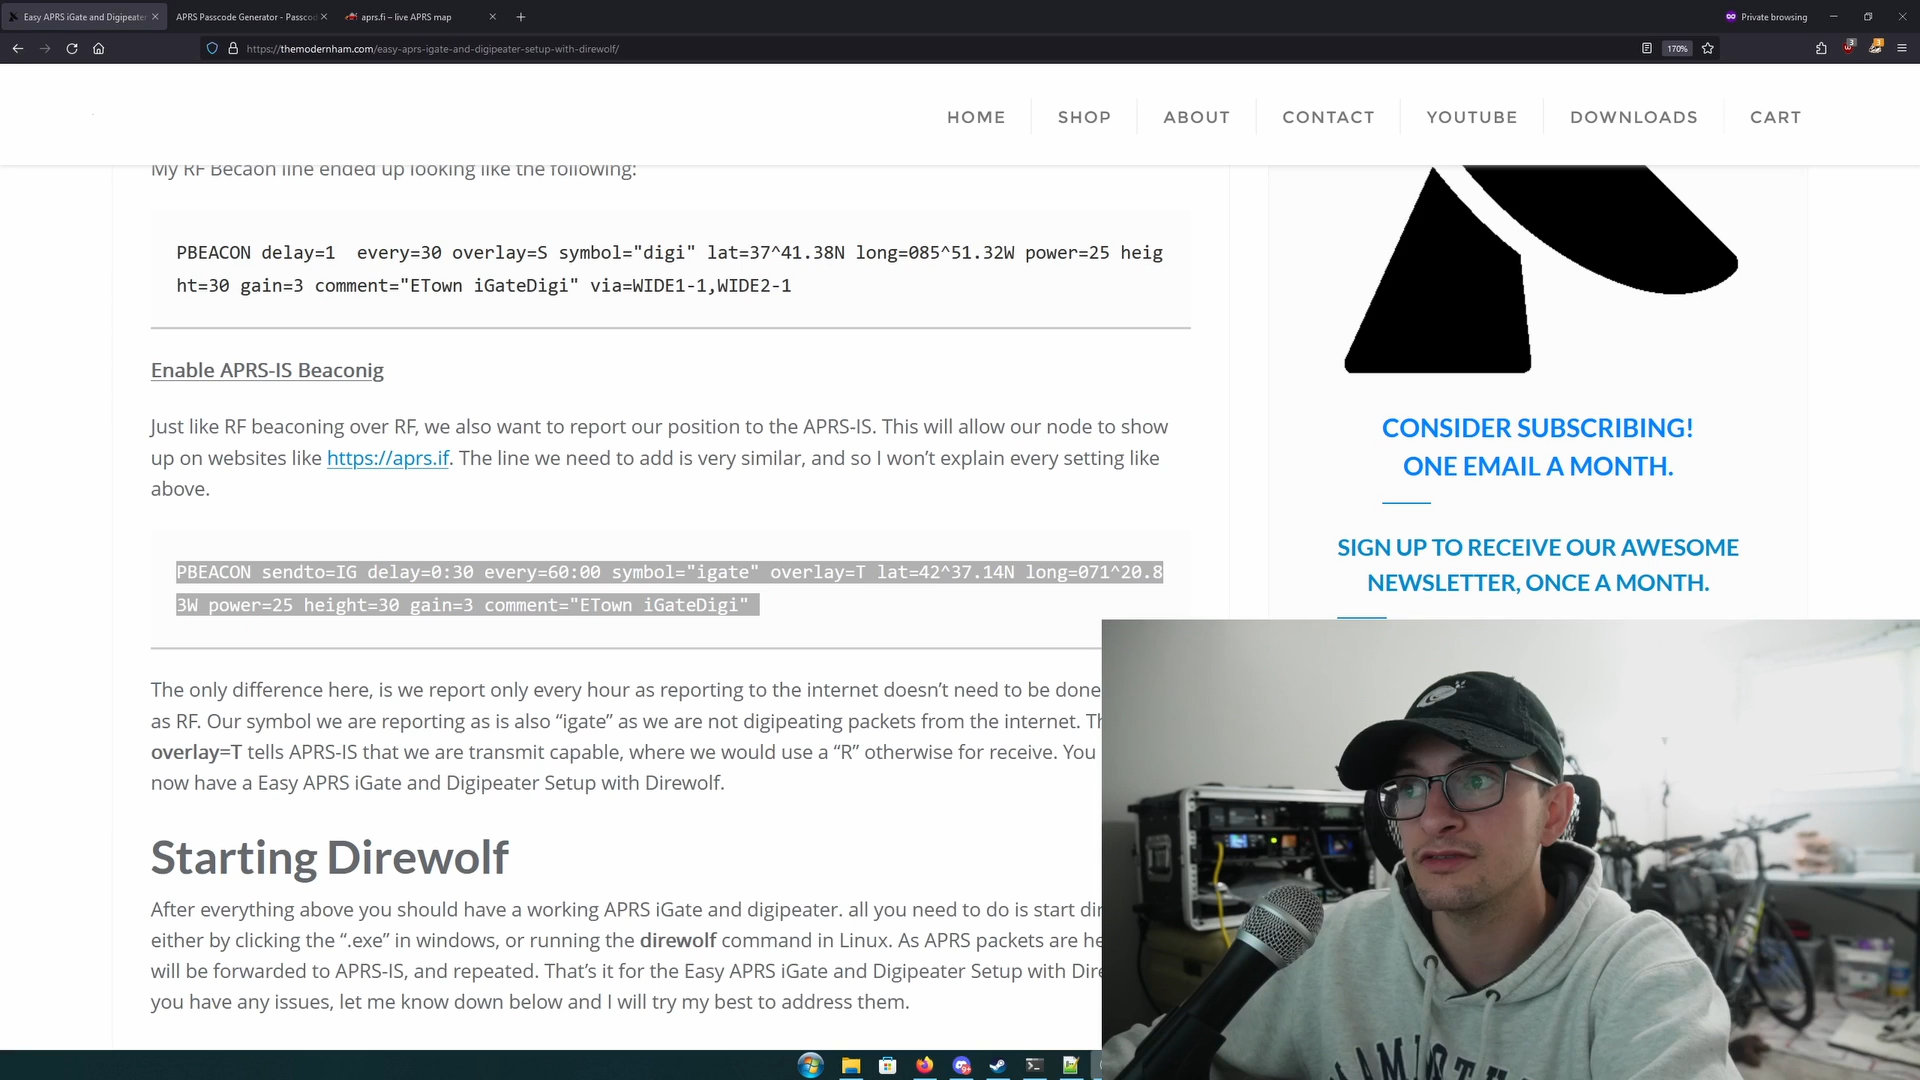 Easy APRS iGate and Digipeater
APRS Passcode Generator - Passcod
aprs.fi – live APRS map
Private browsing
https://themodernham.com/easy-aprs-igate-and-digipeater-setup-with-direwolf/
170%
3
3
HOME
SHOP
ABOUT
CONTACT
YOUTUBE
DOWNLOADS
CART
My RF Becaon line ended up looking like the following:
PBEACON delay=1  every=30 overlay=S symbol="digi" lat=37^41.38N long=085^51.32W power=25 heig
ht=30 gain=3 comment="ETown iGateDigi" via=WIDE1-1,WIDE2-1
Enable APRS-IS Beaconig
Just like RF beaconing over RF, we also want to report our position to the APRS-IS. This will allow our node to show
up on websites like https://aprs.if. The line we need to add is very similar, and so I won’t explain every setting like
above.
PBEACON sendto=IG delay=0:30 every=60:00 symbol="igate" overlay=T lat=42^37.14N long=071^20.8
3W power=25 height=30 gain=3 comment="ETown iGateDigi"
The only difference here, is we report only every hour as reporting to the internet doesn’t need to be done
as RF. Our symbol we are reporting as is also “igate” as we are not digipeating packets from the internet. Th
overlay=T tells APRS-IS that we are transmit capable, where we would use a “R” otherwise for receive. You
now have a Easy APRS iGate and Digipeater Setup with Direwolf.
Starting Direwolf
After everything above you should have a working APRS iGate and digipeater. all you need to do is start dir
either by clicking the “.exe” in windows, or running the direwolf command in Linux. As APRS packets are he
will be forwarded to APRS-IS, and repeated. That’s it for the Easy APRS iGate and Digipeater Setup with Dire
you have any issues, let me know down below and I will try my best to address them.
CONSIDER SUBSCRIBING!
ONE EMAIL A MONTH.
SIGN UP TO RECEIVE OUR AWESOME
NEWSLETTER, ONCE A MONTH.